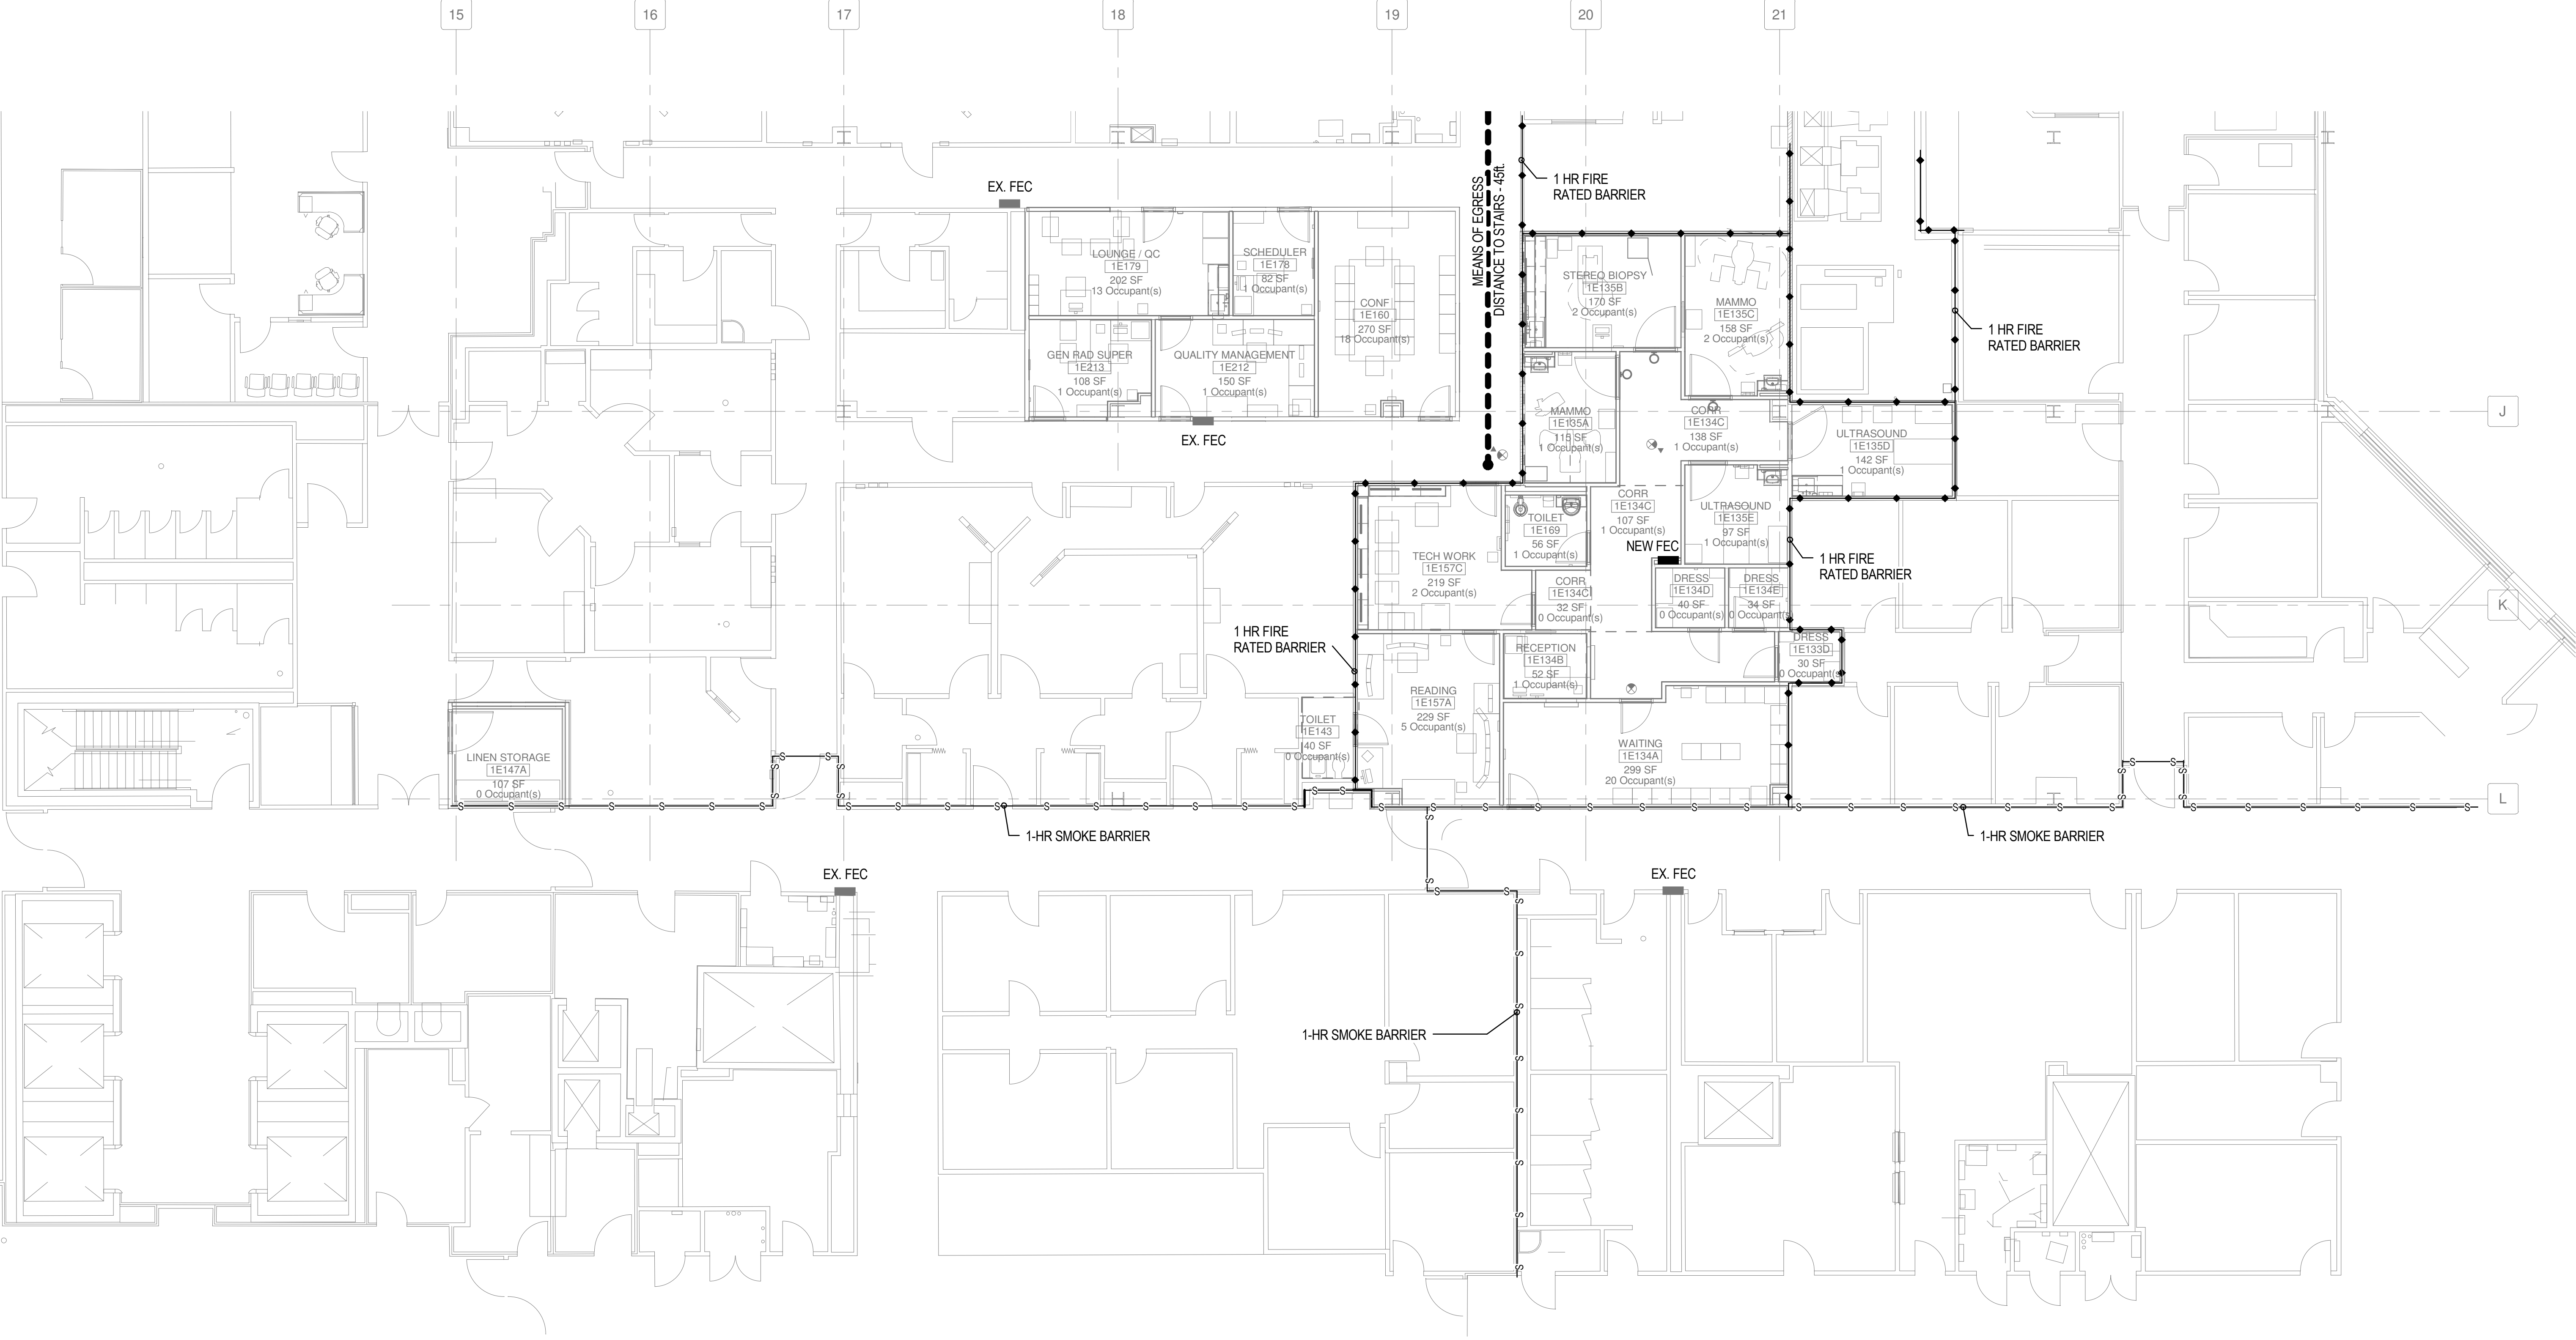 15
16
17
18
19
20
21
EX. FEC
MEANS OF EGRESS
DISTANCE TO STAIRS - 45ft.
1 HR FIRE
RATED BARRIER
LOUNGE / QC
1E179
202 SF
13 Occupant(s)
SCHEDULER
1E178
82 SF
1 Occupant(s)
CONF
1E160
270 SF
18 Occupant(s)
STEREO BIOPSY
1E135B
170 SF
2 Occupant(s)
MAMMO
1E135C
158 SF
2 Occupant(s)
1 HR FIRE
RATED BARRIER
GEN RAD SUPER
1E213
108 SF
1 Occupant(s)
QUALITY MANAGEMENT
1E212
150 SF
1 Occupant(s)
EX. FEC
MAMMO
1E135A
115 SF
1 Occupant(s)
CORR
1E134C
138 SF
1 Occupant(s)
J
ULTRASOUND
1E135D
142 SF
1 Occupant(s)
CORR
1E134C
107 SF
1 Occupant(s)
ULTRASOUND
1E135E
97 SF
1 Occupant(s)
TOILET
1E169
56 SF
1 Occupant(s)
NEW FEC
1 HR FIRE
RATED BARRIER
TECH WORK
1E157C
219 SF
2 Occupant(s)
CORR
1E134C
32 SF
0 Occupant(s)
DRESS
1E134D
40 SF
0 Occupant(s)
DRESS
1E134E
34 SF
0 Occupant(s)
K
1 HR FIRE
RATED BARRIER
RECEPTION
1E134B
52 SF
1 Occupant(s)
DRESS
1E133D
30 SF
0 Occupant(s)
READING
1E157A
229 SF
5 Occupant(s)
TOILET
1E143
40 SF
0 Occupant(s)
WAITING
1E134A
299 SF
20 Occupant(s)
LINEN STORAGE
1E147A
107 SF
0 Occupant(s)
L
1-HR SMOKE BARRIER
1-HR SMOKE BARRIER
EX. FEC
EX. FEC
1-HR SMOKE BARRIER